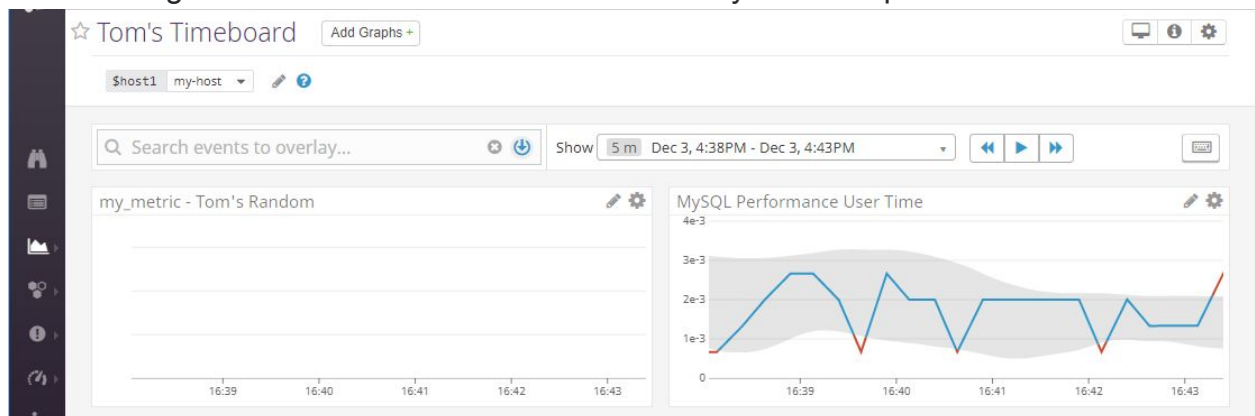 Tom's Timeboard Add Graphs +
$host1 my-host
Search events to overlay... Show 5 m Dec 3, 4:38PM - Dec 3, 4:43PM
my_metric - Tom's Random
16:39 16:40 16:41 16:42 16:43
MySQL Performance User Time
4e-3
3e-3
2e-3
1e-3
0
16:39 16:40 16:41 16:42 16:43